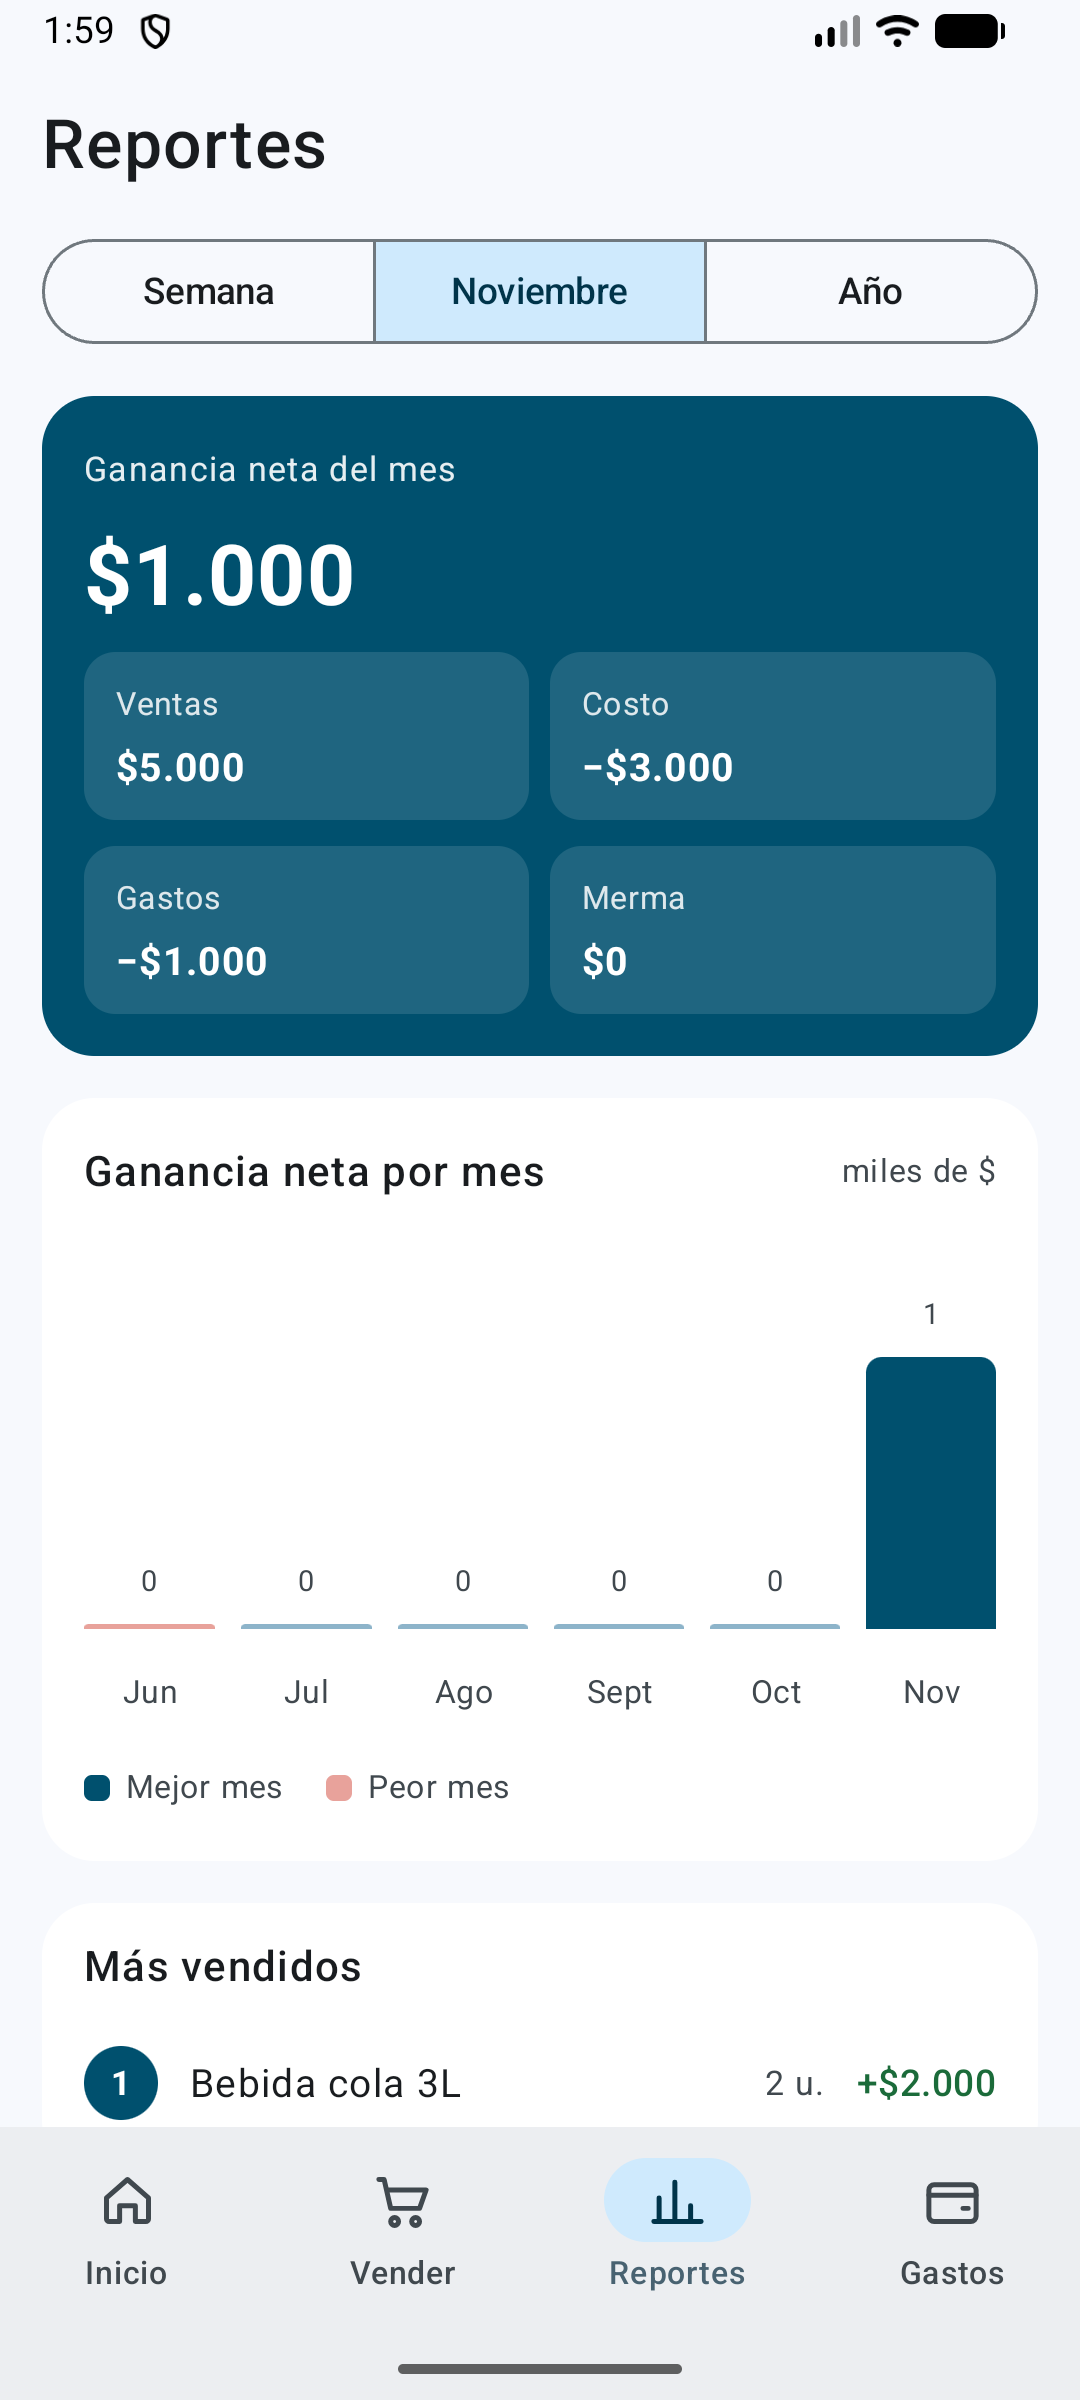 1:59
Reportes
Semana
Noviembre
Año
Ganancia neta del mes
$1.000
Ventas
$5.000
Costo
−$3.000
Gastos
−$1.000
Merma
$0
Ganancia neta por mes
miles de $
1
0 0 0 0 0
Jun Jul Ago Sept Oct Nov
Mejor mes
Peor mes
Más vendidos
1 Bebida cola 3L 2 u. +$2.000
Inicio
Vender
Reportes
Gastos